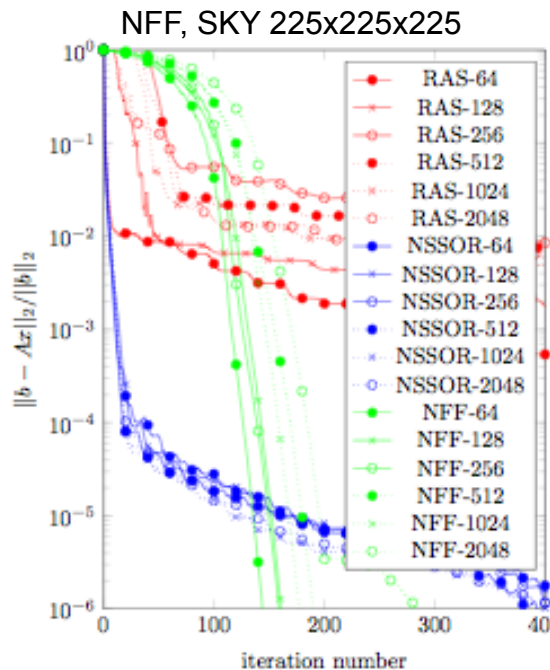 NFF, SKY 225x225x225
10^0
10^{-1}
10^{-2}
10^{-3}
10^{-4}
10^{-5}
10^{-6}
||b − Ax||_2/||b||_2
RAS-64
RAS-128
RAS-256
RAS-512
RAS-1024
RAS-2048
NSSOR-64
NSSOR-128
NSSOR-256
NSSOR-512
NSSOR-1024
NSSOR-2048
NFF-64
NFF-128
NFF-256
NFF-512
NFF-1024
NFF-2048
0 100 200 300 40
iteration number